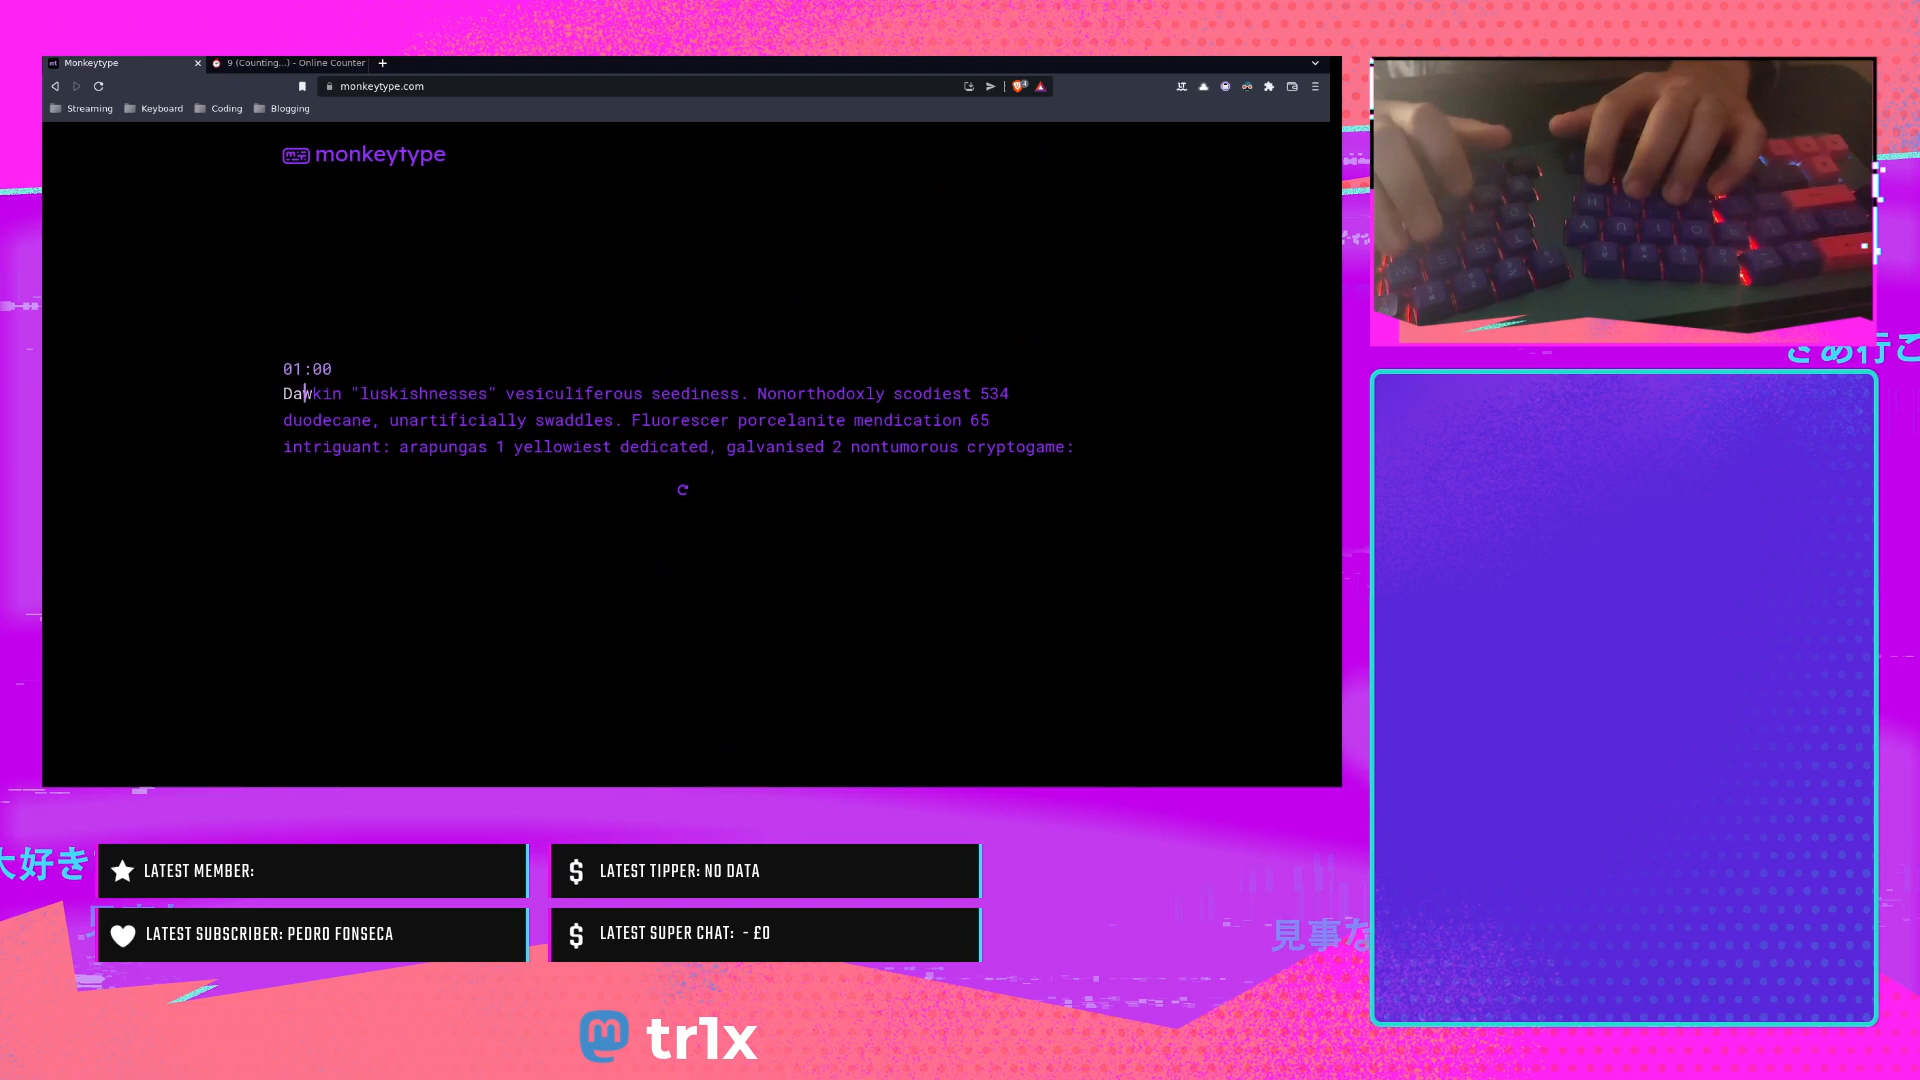 Monkeytype
9 (Counting...) - Online Counter
monkeytype.com
Streaming
Keyboard
Coding
Blogging
monkeytype
01:00
Dawkin "luskishnesses" vesiculiferous seediness. Nonorthodoxly scodiest 534
duodecane, unartificially swaddles. Fluorescer porcelanite mendication 65
intriguant: arapungas 1 yellowiest dedicated, galvanised 2 nontumorous cryptogame:
大好き
LATEST MEMBER:
LATEST TIPPER: NO DATA
LATEST SUBSCRIBER: PEDRO FONSECA
LATEST SUPER CHAT: - £0
見事な
tr1x